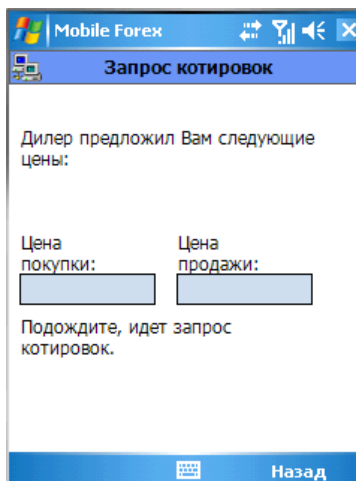 Mobile Forex
Запрос котировок
Дилер предложил Вам следующие
цены:
Цена
покупки:
Цена
продажи:
Подождите, идет запрос
котировок.
Назад